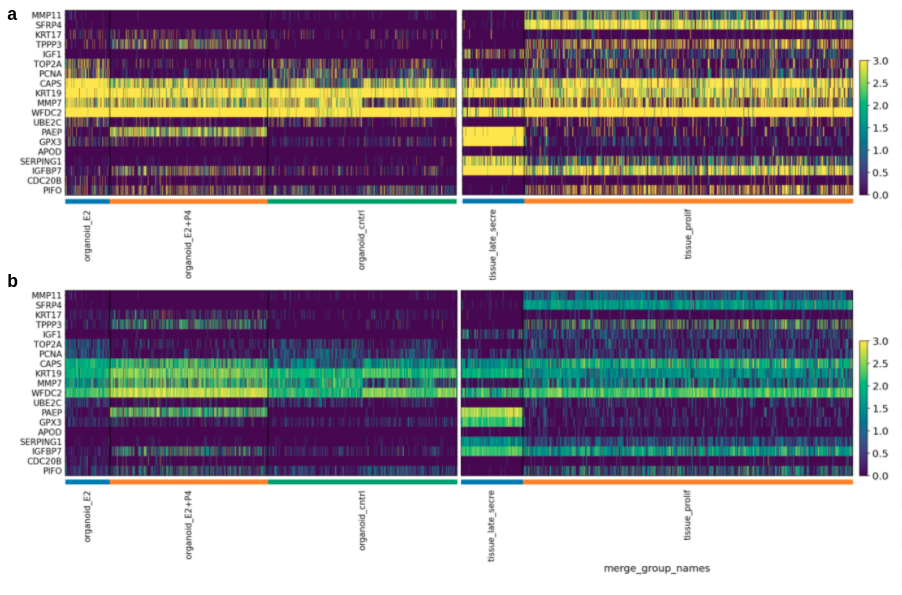 a
MMP11
SFRP4
KRT17
TPPP3
IGF1
TOP2A
PCNA
CAPS
KRT19
MMP7
WFDC2
UBE2C
PAEP
GPX3
APOD
SERPING1
IGFBP7
CDC20B
PIFO
3.0
2.5
2.0
1.5
1.0
0.5
0.0
organoid_E2
organoid_E2+P4
organoid_cntrl
tissue_late_secre
tissue_prolif
b
MMP11
SFRP4
KRT17
TPPP3
IGF1
TOP2A
PCNA
CAPS
KRT19
MMP7
WFDC2
UBE2C
PAEP
GPX3
APOD
SERPING1
IGFBP7
CDC20B
PIFO
3.0
2.5
2.0
1.5
1.0
0.5
0.0
organoid_E2
organoid_E2+P4
organoid_cntrl
tissue_late_secre
tissue_prolif
merge_group_names